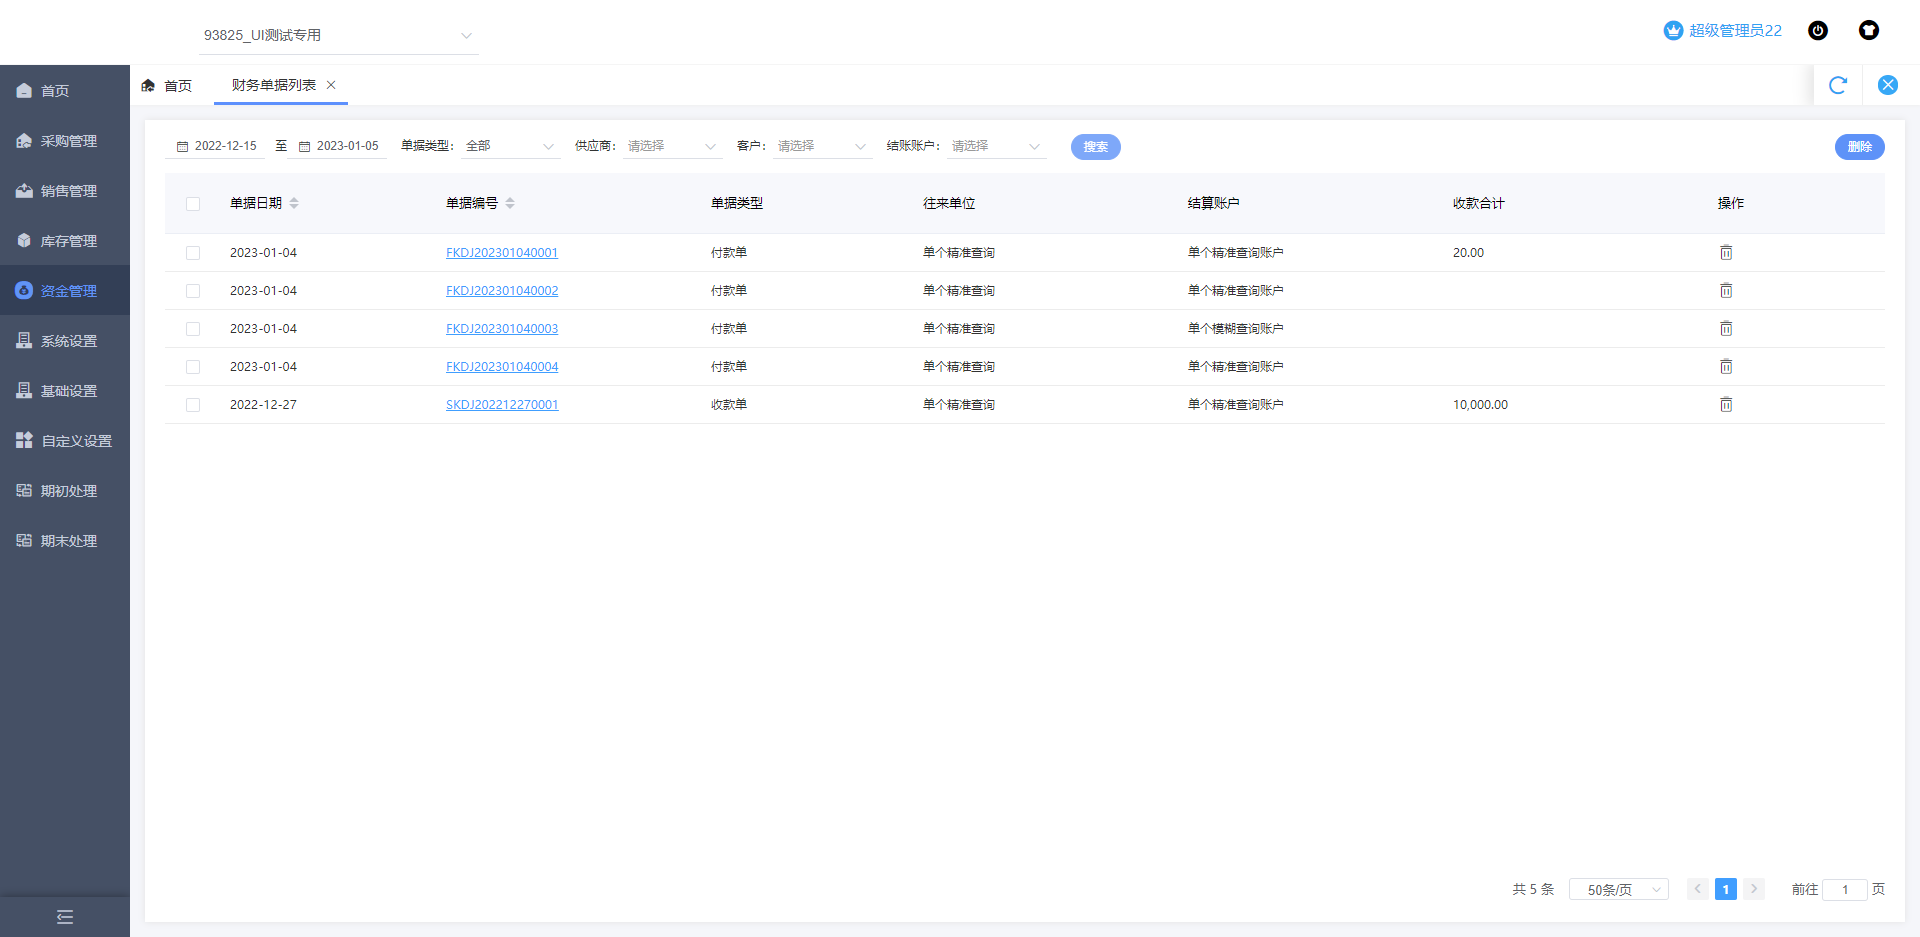 93825_UI测试专用
超级管理员22
首页
采购管理
销售管理
库存管理
资金管理
系统设置
基础设置
自定义设置
期初处理
期末处理
首页 财务单据列表
2022-12-15 至 2023-01-05 单据类型: 全部 供应商: 请选择 客户: 请选择 结账账户: 请选择 搜索 删除
单据日期 单据编号 单据类型 往来单位 结算账户 收款合计 操作
2023-01-04 FKDJ202301040001 付款单 单个精准查询 单个精准查询账户 20.00
2023-01-04 FKDJ202301040002 付款单 单个精准查询 单个精准查询账户
2023-01-04 FKDJ202301040003 付款单 单个精准查询 单个模糊查询账户
2023-01-04 FKDJ202301040004 付款单 单个精准查询 单个精准查询账户
2022-12-27 SKDJ202212270001 收款单 单个精准查询 单个精准查询账户 10,000.00
共 5 条 50条/页 1 前往 1 页